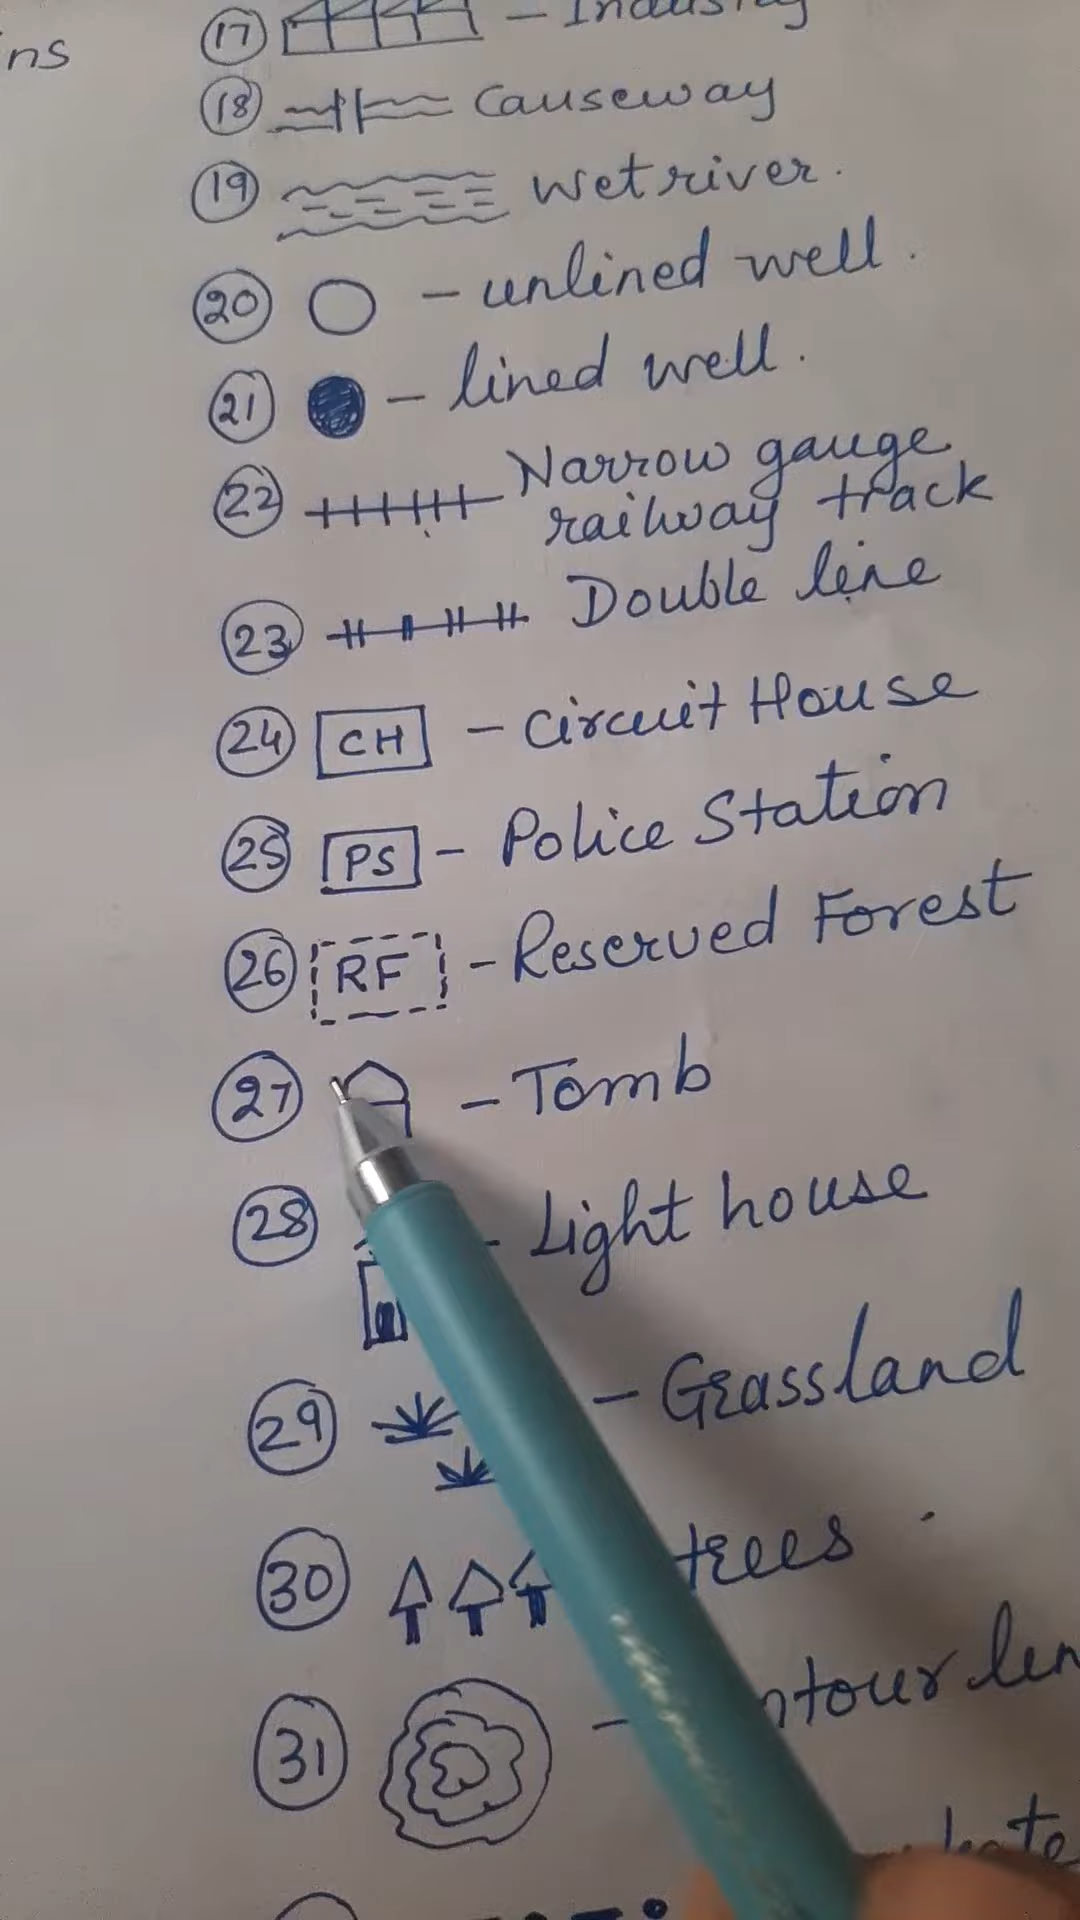 ns
17 - Industry
18 Causeway
19 Wet river.
20 - unlined well.
21 - lined well.
22 Narrow gauge
railway track
23 Double line
24 CH - Circuit House
25 PS - Police Station
26 RF - Reserved Forest
27 - Tomb
28 - Light house
29 - Grassland
30 trees
31 -